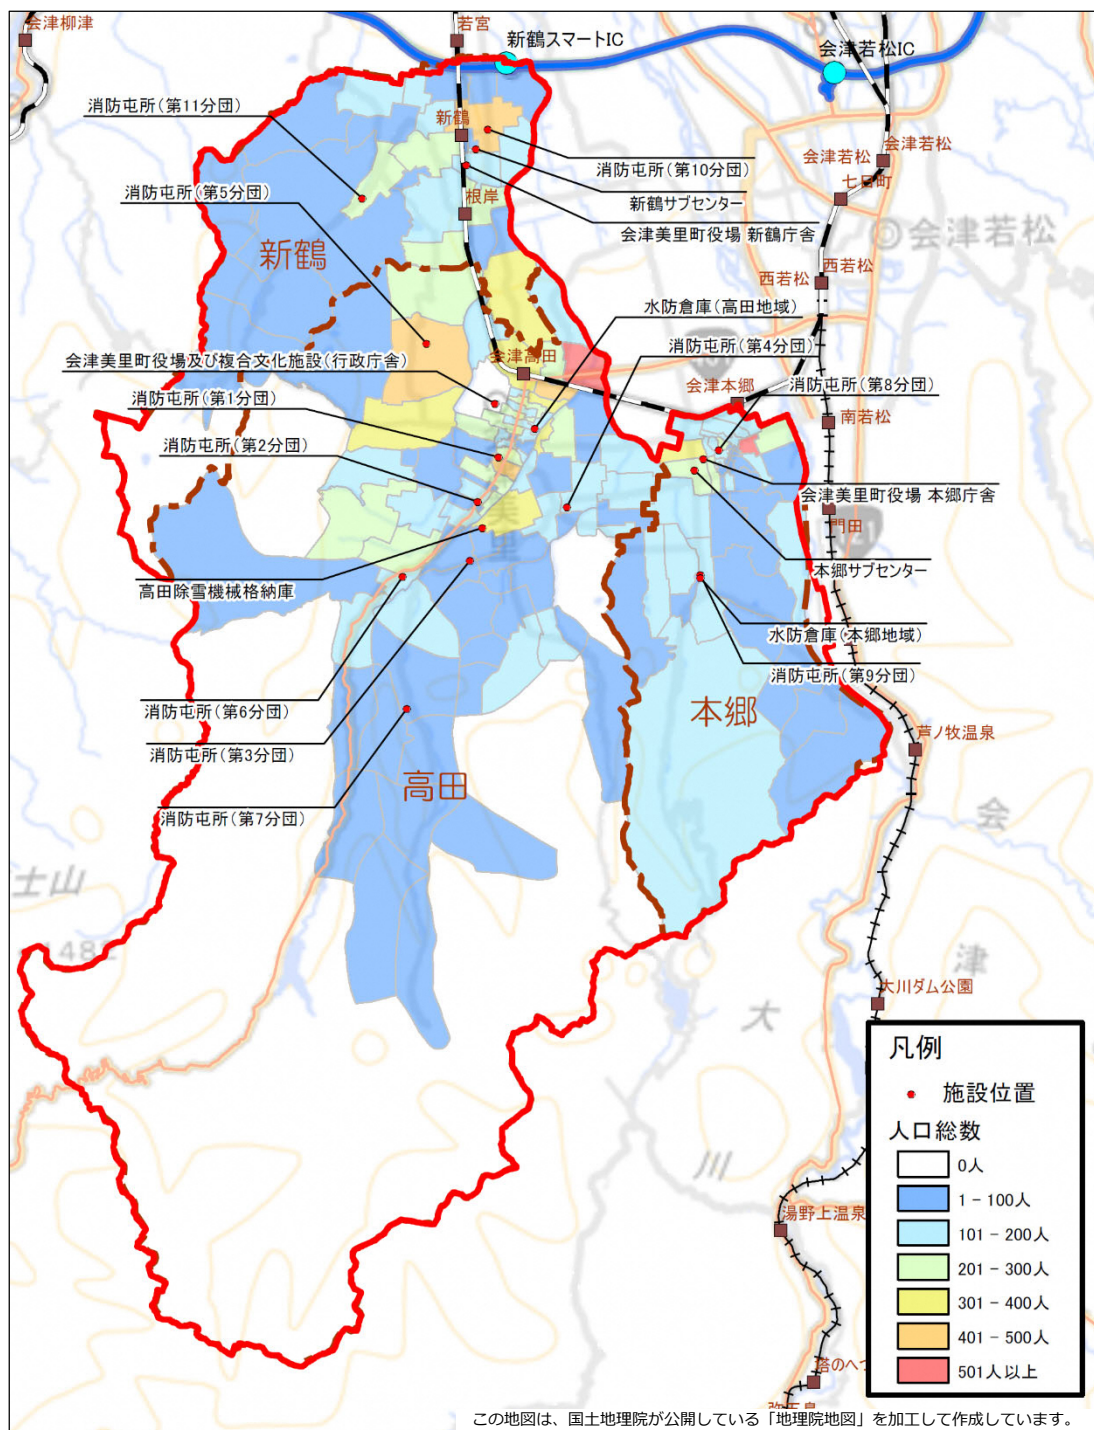 会津柳津
若宮
新鶴スマートIC
会津若松IC
消防屯所(第11分団)
新鶴
会津若松
会津若松
消防屯所(第10分団)
消防屯所(第5分団)
七日町
新鶴サブセンター
根岸
会津美里町役場 新鶴庁舎
◎会津若松
新鶴
西若松
西若松
水防倉庫(高田地域)
会津美里町役場及び複合文化施設(行政庁舎)
会津高田
消防屯所(第4分団)
会津本郷
消防屯所(第8分団)
消防屯所(第1分団)
南若松
消防屯所(第2分団)
会津美里町役場 本郷庁舎
門田
本郷サブセンター
高田除雪機械格納庫
水防倉庫(本郷地域)
消防屯所(第9分団)
消防屯所(第6分団)
本郷
芦ノ牧温泉
消防屯所(第3分団)
高田
消防屯所(第7分団)
会
士山
1482
津
大川ダム公園
大
川
湯野上温泉
塔のへつ
凡例
施設位置
人口総数
0人
1 - 100人
101 - 200人
201 - 300人
301 - 400人
401 - 500人
501人以上
この地図は、国土地理院が公開している「地理院地図」を加工して作成しています。